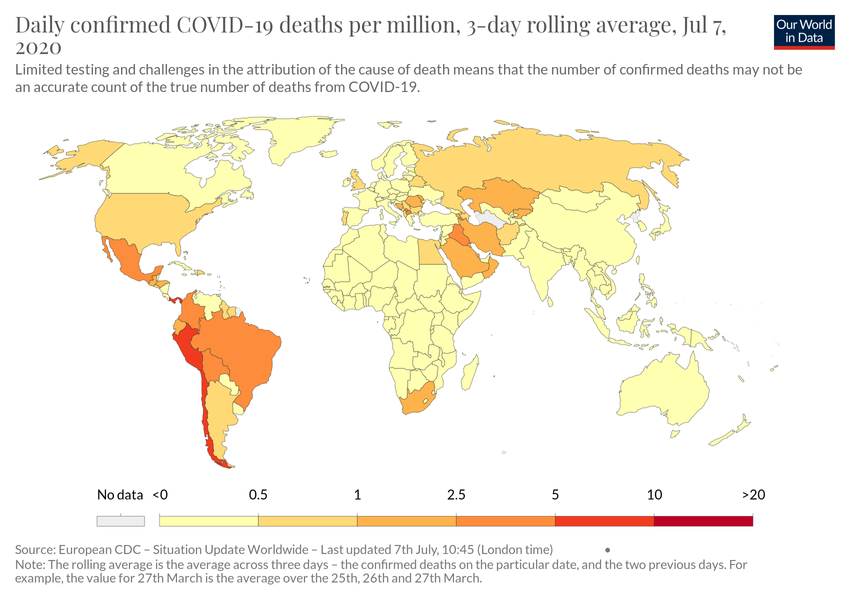 Daily confirmed COVID-19 deaths per million, 3-day rolling average, Jul 7,
2020
Our World
in Data
Limited testing and challenges in the attribution of the cause of death means that the number of confirmed deaths may not be
an accurate count of the true number of deaths from COVID-19.
No data <0 0.5 1 2.5 5 10 >20
Source: European CDC – Situation Update Worldwide – Last updated 7th July, 10:45 (London time)
Note: The rolling average is the average across three days – the confirmed deaths on the particular date, and the two previous days. For
example, the value for 27th March is the average over the 25th, 26th and 27th March.